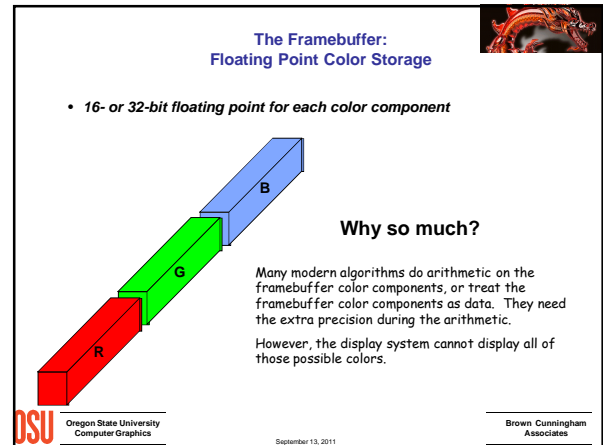 The Framebuffer:
Floating Point Color Storage
• 16- or 32-bit floating point for each color component
B
G
R
Why so much?
Many modern algorithms do arithmetic on the
framebuffer color components, or treat the
framebuffer color components as data. They need
the extra precision during the arithmetic.
However, the display system cannot display all of
those possible colors.
OSU
Oregon State University
Computer Graphics
September 13, 2011
Brown Cunningham
Associates